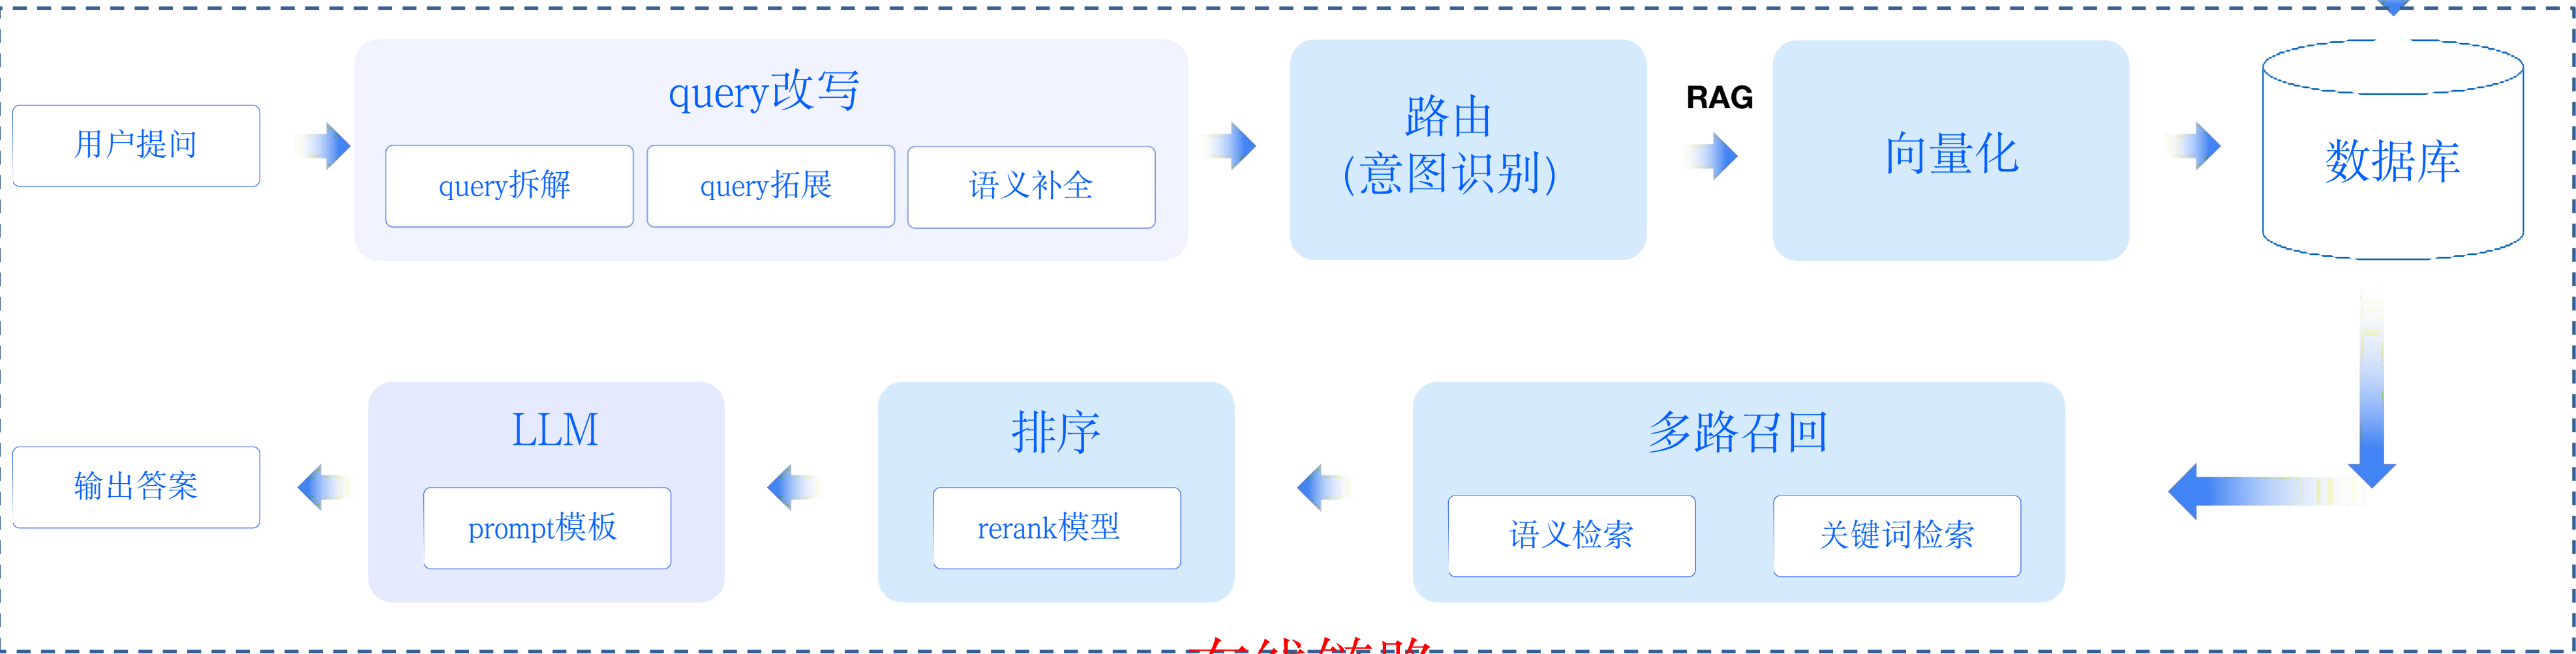 用户提问
query改写
query拆解
query拓展
语义补全
路由
(意图识别)
RAG
向量化
数据库
多路召回
语义检索
关键词检索
排序
rerank模型
LLM
prompt模板
输出答案